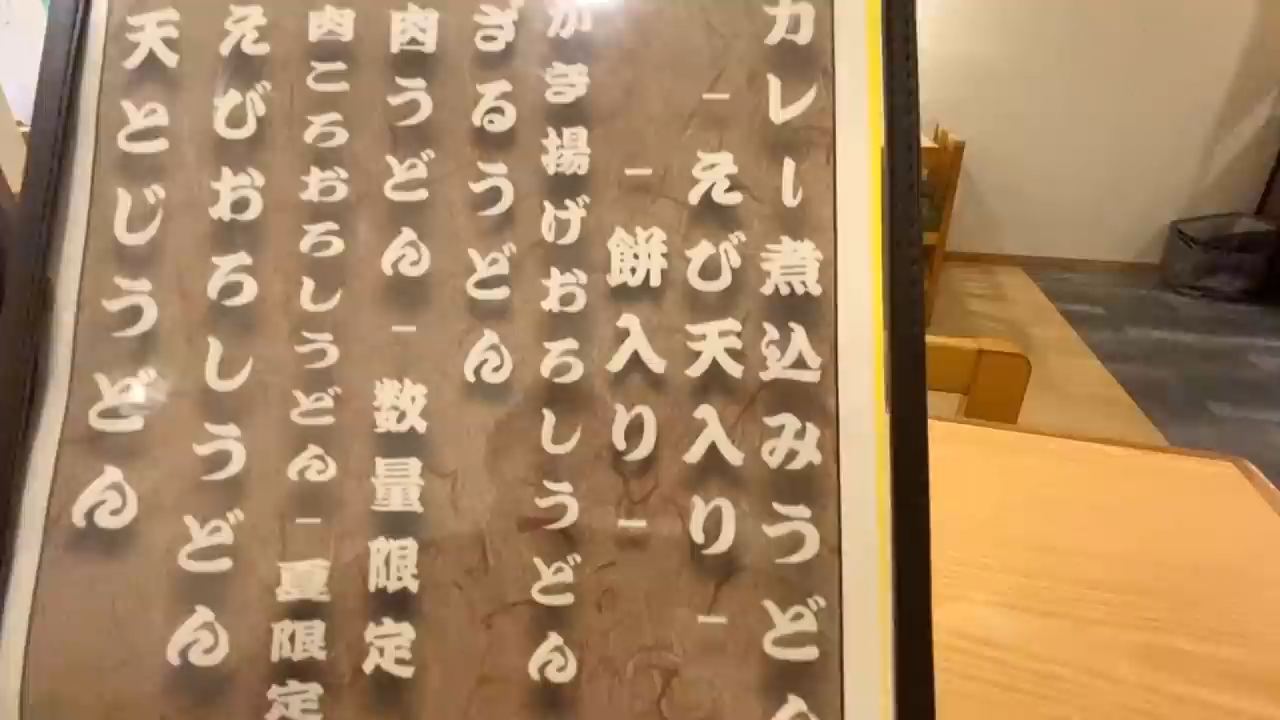 カレー煮込みうどん
－えび天入り－
－餅入り－
かき揚げおろしうどん
ざるうどん
肉うどん－数量限定
肉ころおろしうどん－夏限定
えびおろしうどん
天とじうどん